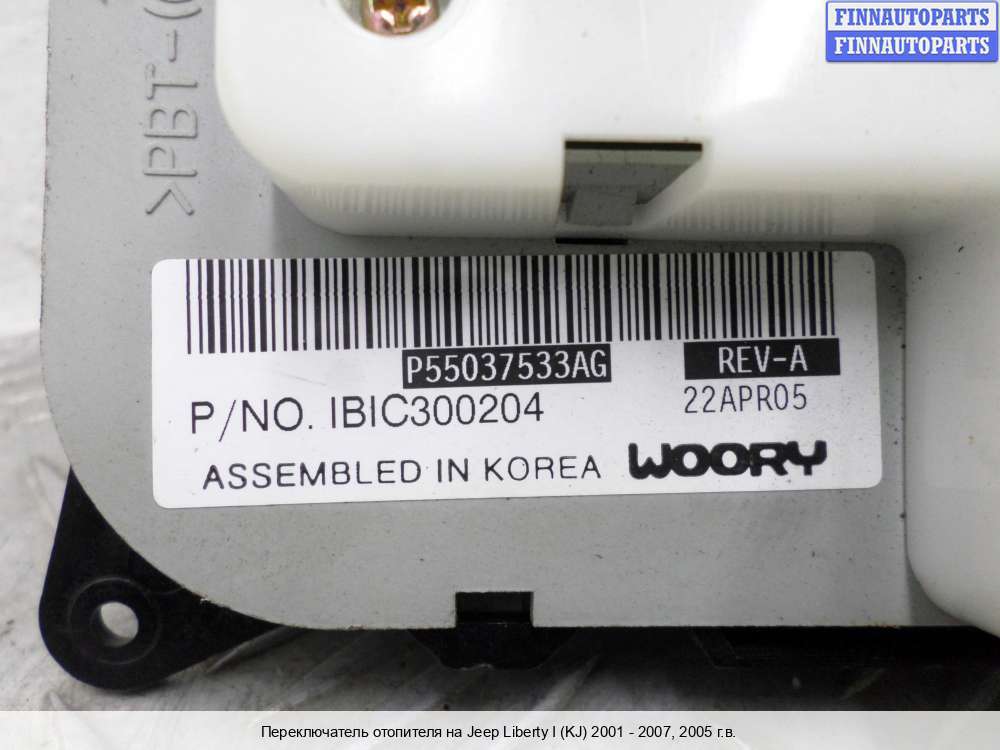 FINNAUTOPARTS
FINNAUTOPARTS
>PBT-(
P55037533AG
REV-A
P/NO. IBIC300204
22APR05
ASSEMBLED IN KOREA
WOORY
Переключатель отопителя на Jeep Liberty I (KJ) 2001 - 2007, 2005 г.в.